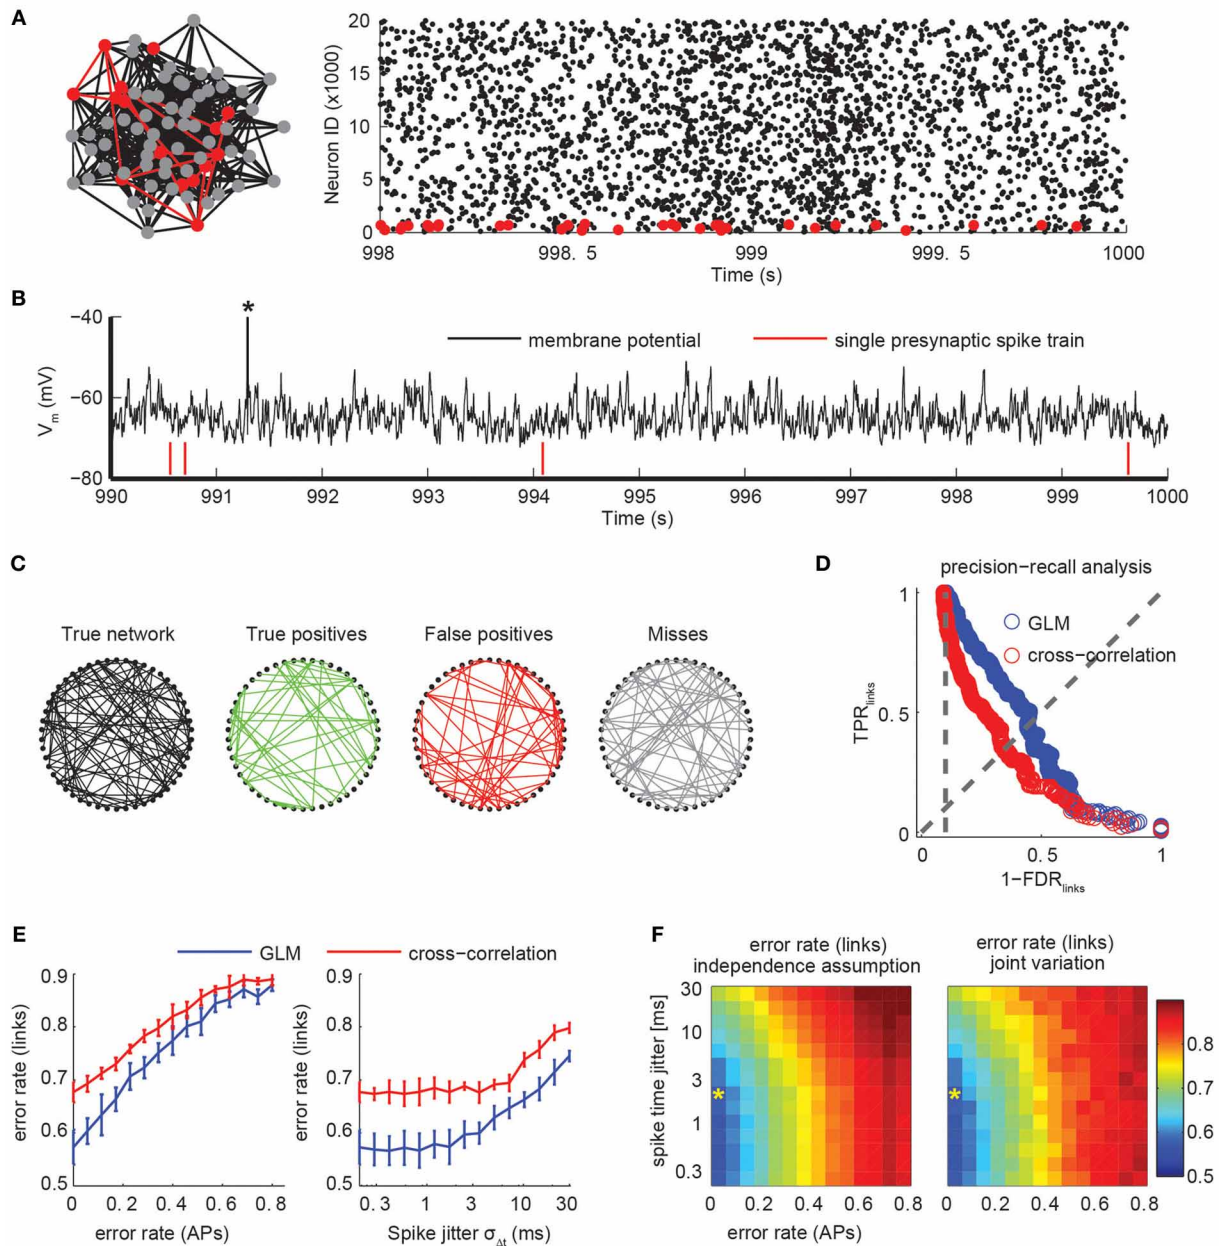 A
Neuron ID (x1000)
20
15
10
5
0
998
998. 5
999
999. 5
1000
Time (s)
B
*
−40
−60
−80
V_m (mV)
membrane potential
single presynaptic spike train
990
991
992
993
994
995
996
997
998
999
1000
Time (s)
C
True network
True positives
False positives
Misses
D
precision−recall analysis
GLM
cross−correlation
TPR_links
1
0.5
0
0
0.5
1
1−FDR_links
E
GLM
cross−correlation
error rate (links)
0.9
0.8
0.7
0.6
0.5
0
0.2
0.4
0.6
0.8
error rate (APs)
error rate (links)
0.9
0.8
0.7
0.6
0.5
0.3
1
3
10
30
Spike jitter σ_Δt (ms)
F
error rate (links)
independence assumption
error rate (links)
joint variation
spike time jitter [ms]
30
10
3
1
0.3
*
0
0.2
0.4
0.6
0.8
error rate (APs)
*
0
0.2
0.4
0.6
0.8
0.8
0.7
0.6
0.5